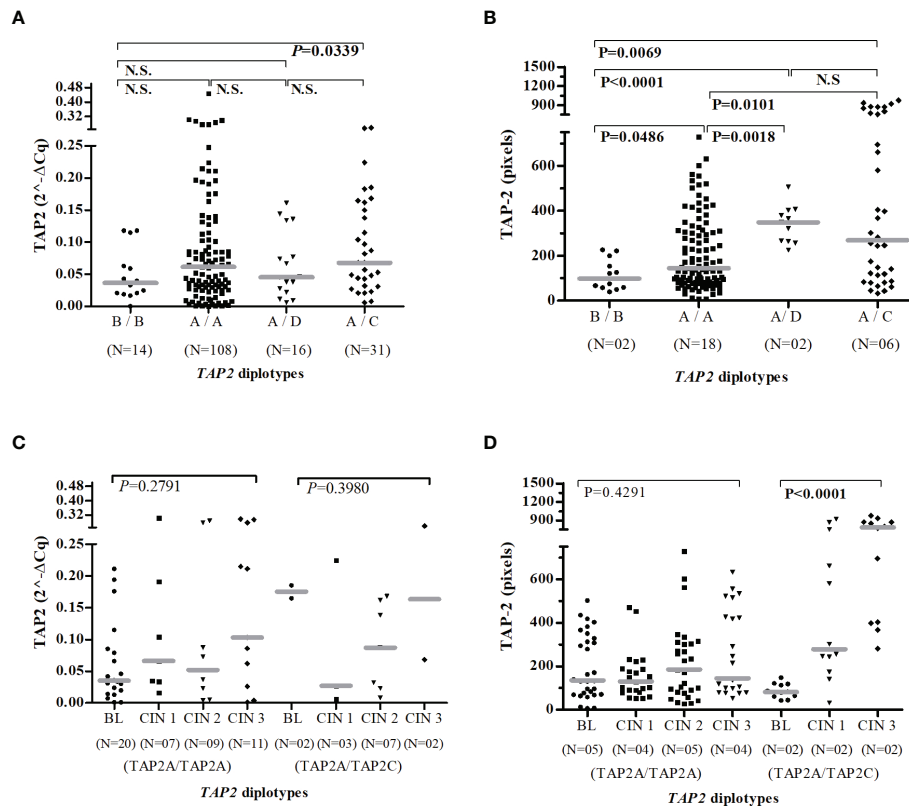 A
P=0.0339
N.S.
N.S. N.S. N.S.
0.48
0.40
0.32
0.25
0.20
0.15
0.10
0.05
0.00
TAP2 (2^-ΔCq)
B / B A / A A / D A / C
(N=14) (N=108) (N=16) (N=31)
TAP2 diplotypes
B
P=0.0069
P<0.0001 N.S
P=0.0101
P=0.0486 P=0.0018
1500
1200
900
600
400
200
0
TAP-2 (pixels)
B / B A / A A / D A / C
(N=02) (N=18) (N=02) (N=06)
TAP2 diplotypes
C
P=0.2791 P=0.3980
0.48
0.40
0.32
0.25
0.20
0.15
0.10
0.05
0.00
TAP2 (2^-ΔCq)
BL CIN 1 CIN 2 CIN 3 BL CIN 1 CIN 2 CIN 3
(N=20) (N=07) (N=09) (N=11) (N=02) (N=03) (N=07) (N=02)
(TAP2A/TAP2A) (TAP2A/TAP2C)
TAP2 diplotypes
D
P=0.4291 P<0.0001
1500
1200
900
600
400
200
0
TAP-2 (pixels)
BL CIN 1 CIN 2 CIN 3 BL CIN 1 CIN 3
(N=05) (N=04) (N=05) (N=04) (N=02) (N=02) (N=02)
(TAP2A/TAP2A) (TAP2A/TAP2C)
TAP2 diplotypes